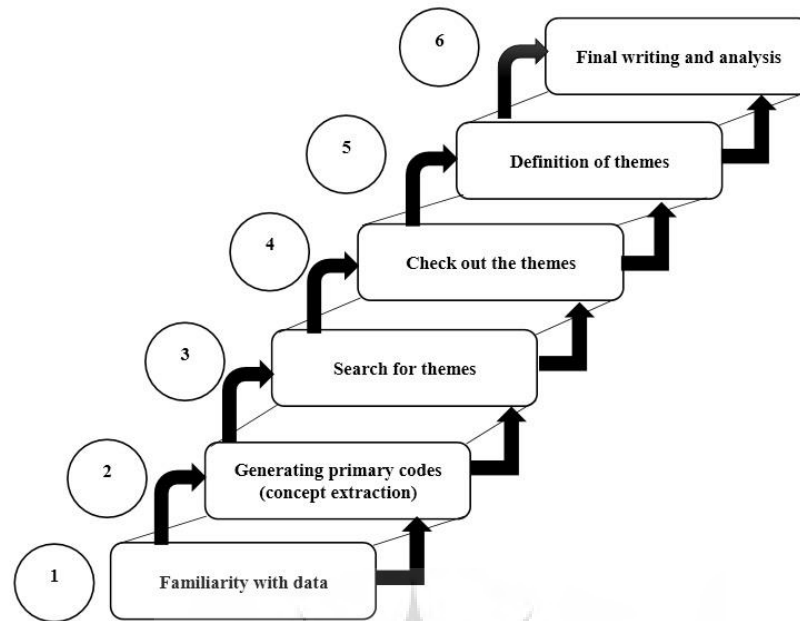 6
Final writing and analysis
5
Definition of themes
4
Check out the themes
3
Search for themes
2
Generating primary codes
(concept extraction)
1
Familiarity with data